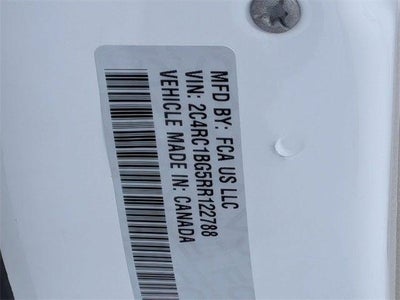 MFD BY: FCA US LLC
VIN: 2C4RC1BG5RR122788
VEHICLE MADE IN: CANADA